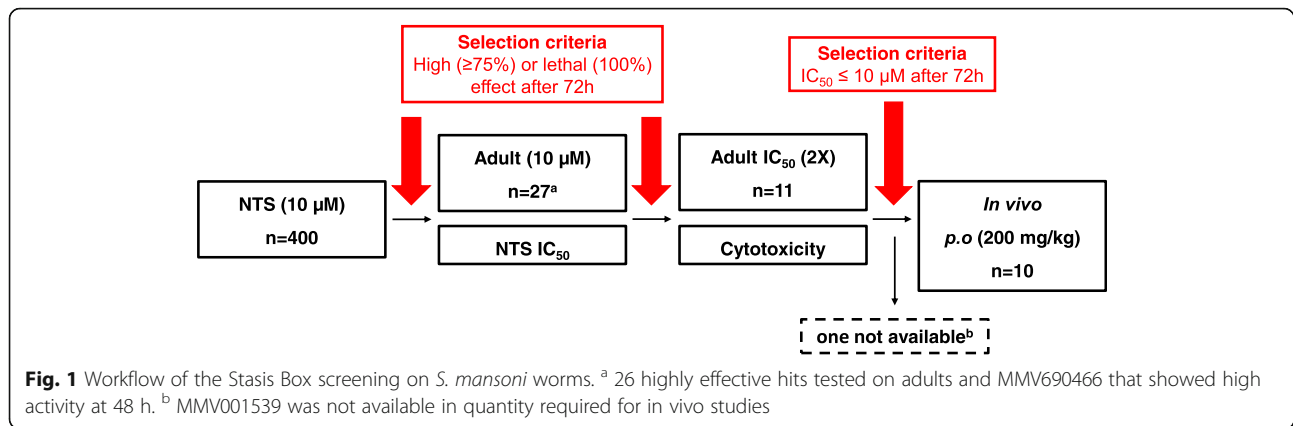 Selection criteria
High (≥75%) or lethal (100%)
effect after 72h
Selection criteria
IC50 ≤ 10 µM after 72h
NTS (10 µM)
n=400
Adult (10 µM)
n=27a
NTS IC50
Adult IC50 (2X)
n=11
Cytotoxicity
In vivo
p.o (200 mg/kg)
n=10
one not availableb
Fig. 1 Workflow of the Stasis Box screening on S. mansoni worms. a 26 highly effective hits tested on adults and MMV690466 that showed high
activity at 48 h. b MMV001539 was not available in quantity required for in vivo studies